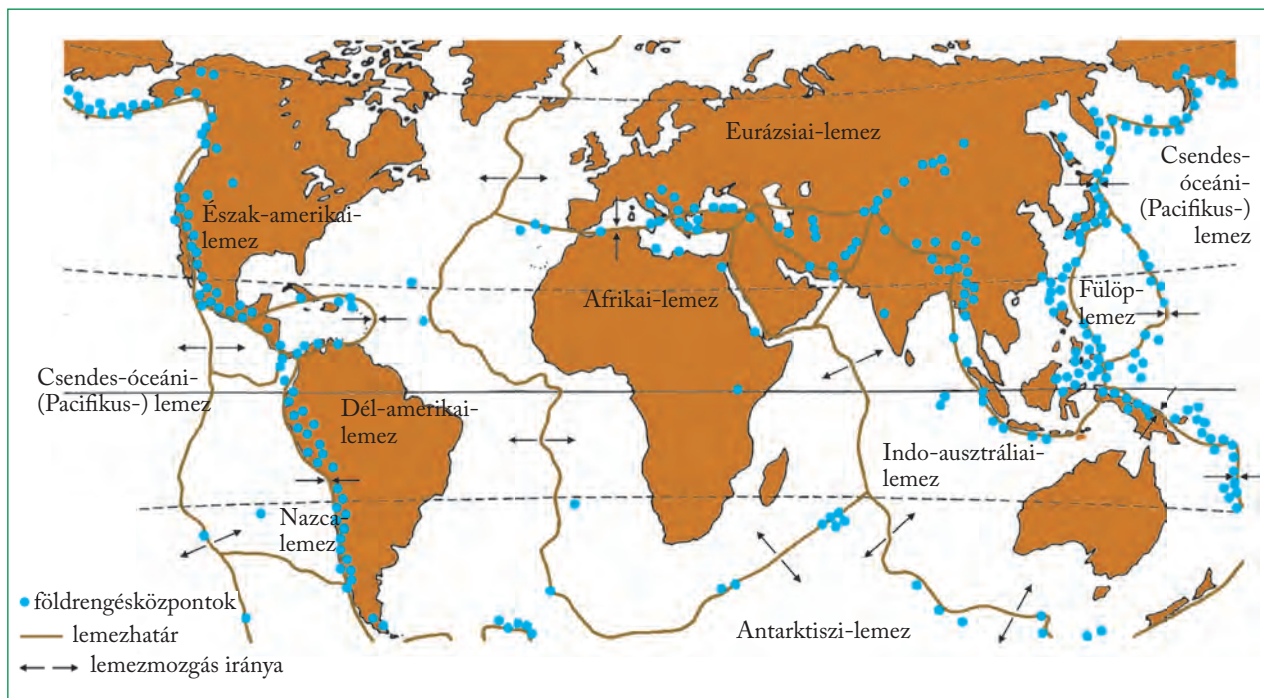 Eurázsiai-lemez
Csendes-
óceáni-
(Pacifikus-)
lemez
Észak-amerikai-
lemez
Afrikai-lemez
Fülöp-
lemez
Csendes-óceáni-
(Pacifikus-) lemez
Dél-amerikai-
lemez
Indo-ausztráliai-
lemez
Nazca-
lemez
Antarktiszi-lemez
földrengésközpontok
lemezhatár
lemezmozgás iránya